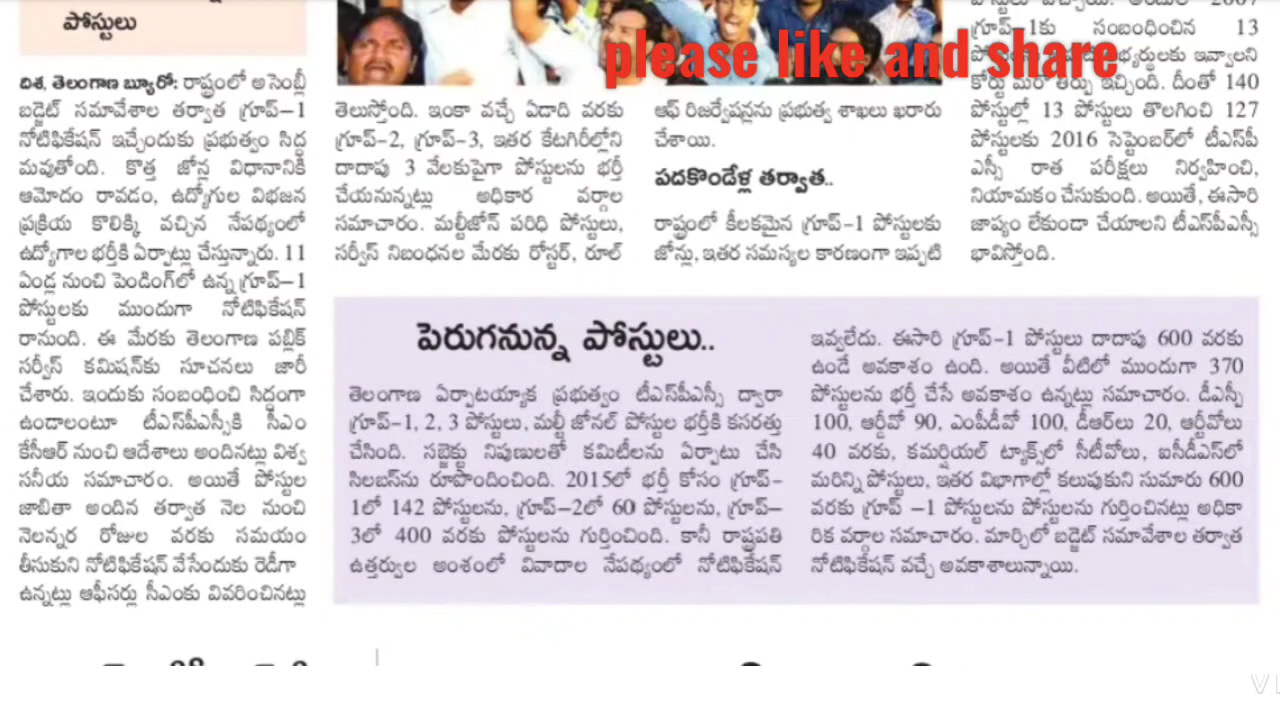 పోస్టులు
దిశ, తెలంగాణ బ్యూరో: రాష్ట్రంలో అసెంబ్లీ
బడ్జెట్ సమావేశాల తర్వాత గ్రూప్-1
నోటిఫికేషన్ ఇచ్చేందుకు ప్రభుత్వం సిద్ధ
మవుతోంది. కొత్త జోన్ల విధానానికి
ఆమోదం రావడం, ఉద్యోగుల విభజన
ప్రక్రియ కొలిక్కి వచ్చిన నేపథ్యంలో
ఉద్యోగాల భర్తీకి ఏర్పాట్లు చేస్తున్నారు. 11
ఏండ్ల నుంచి పెండింగ్‌లో ఉన్న గ్రూప్-1
పోస్టులకు ముందుగా నోటిఫికేషన్
రానుంది. ఈ మేరకు తెలంగాణ పబ్లిక్
సర్వీస్ కమిషన్‌కు సూచనలు జారీ
చేశారు. ఇందుకు సంబంధించి సిద్ధంగా
ఉండాలంటూ టీఎస్‌పీఎస్సీకి సీఎం
కేసీఆర్ నుంచి ఆదేశాలు అందినట్లు విశ్వ
సనీయ సమాచారం. అయితే పోస్టుల
జాబితా అందిన తర్వాత నెల నుంచి
నెలన్నర రోజుల వరకు సమయం
తీసుకుని నోటిఫికేషన్ వేసేందుకు రెడీగా
ఉన్నట్లు ఆఫీసర్లు సీఎంకు వివరించినట్లు
please like and share
తెలుస్తోంది. ఇంకా వచ్చే ఏడాది వరకు
గ్రూప్-2, గ్రూప్-3, ఇతర కేటగిరీల్లోని
దాదాపు 3 వేలకుపైగా పోస్టులను భర్తీ
చేయనున్నట్లు అధికార వర్గాల
సమాచారం. మల్టీజోన్ పరిధి పోస్టులు,
సర్వీస్ నిబంధనల మేరకు రోస్టర్, రూల్
ఆఫ్ రిజర్వేషన్లను ప్రభుత్వ శాఖలు ఖరారు
చేశాయి.
పదకొండేళ్ల తర్వాత..
రాష్ట్రంలో కీలకమైన గ్రూప్-1 పోస్టులకు
జోన్లు, ఇతర సమస్యల కారణంగా ఇప్పటి
గ్రూప్-1కు సంబంధించిన 13
ఇవ్వాలని
కోర్టు మరో తీర్పు ఇచ్చింది. దీంతో 140
పోస్టుల్లో 13 పోస్టులు తొలగించి 127
పోస్టులకు 2016 సెప్టెంబర్‌లో టీఎస్‌పీ
ఎస్సీ రాత పరీక్షలు నిర్వహించి,
నియామకం చేసుకుంది. అయితే, ఈసారి
జాప్యం లేకుండా చేయాలని టీఎస్‌పీఎస్సీ
భావిస్తోంది.
పెరుగనున్న పోస్టులు..
తెలంగాణ ఏర్పాటయ్యాక ప్రభుత్వం టీఎస్‌పీఎస్సీ ద్వారా
గ్రూప్-1, 2, 3 పోస్టులు, మల్టీ జోనల్ పోస్టుల భర్తీకి కసరత్తు
చేసింది. సబ్జెక్టు నిపుణులతో కమిటీలను ఏర్పాటు చేసి
సిలబస్‌ను రూపొందించింది. 2015లో భర్తీ కోసం గ్రూప్-
1లో 142 పోస్టులను, గ్రూప్-2లో 60 పోస్టులను, గ్రూప్-
3లో 400 వరకు పోస్టులను గుర్తించింది. కానీ రాష్ట్రపతి
ఉత్తర్వుల అంశంలో వివాదాల నేపథ్యంలో నోటిఫికేషన్
ఇవ్వలేదు. ఈసారి గ్రూప్-1 పోస్టులు దాదాపు 600 వరకు
ఉండే అవకాశం ఉంది. అయితే వీటిలో ముందుగా 370
పోస్టులను భర్తీ చేసే అవకాశం ఉన్నట్లు సమాచారం. డీఎస్పీ
100, ఆర్డీవో 90, ఎంపీడీవో 100, డీఆర్‌లు 20, ఆర్టీవోలు
40 వరకు, కమర్షియల్ ట్యాక్స్‌లో సీటీవోలు, ఐసీడీఎస్‌లో
మరిన్ని పోస్టులు, ఇతర విభాగాల్లో కలుపుకుని సుమారు 600
వరకు గ్రూప్ -1 పోస్టులను పోస్టులను గుర్తించినట్లు అధికా
రిక వర్గాల సమాచారం. మార్చిలో బడ్జెట్ సమావేశాల తర్వాత
నోటిఫికేషన్ వచ్చే అవకాశాలున్నాయి.